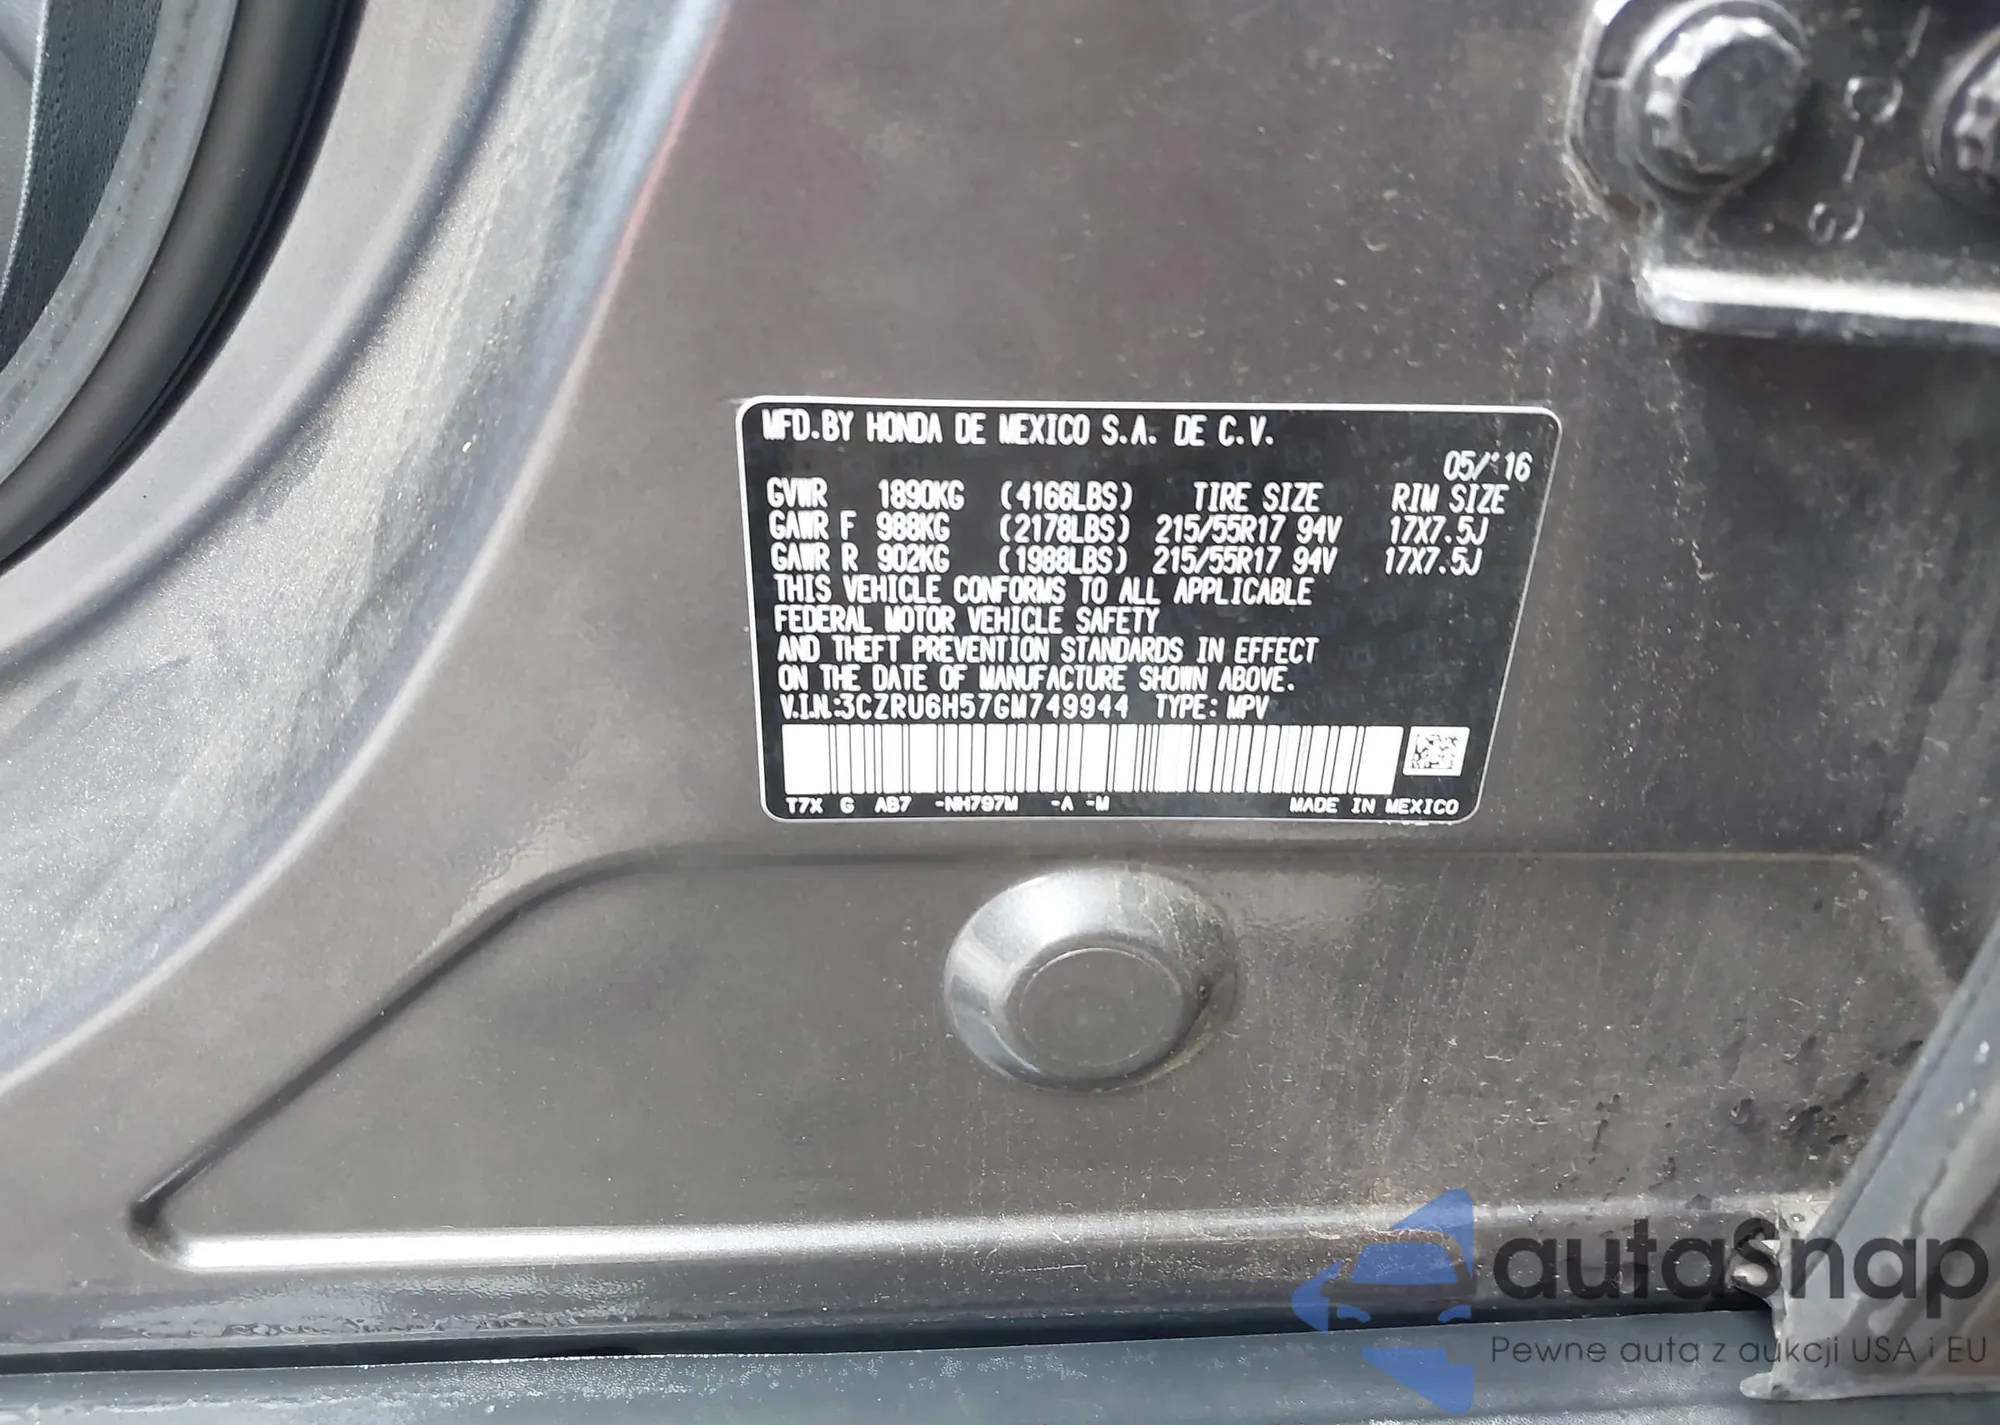 MFD.BY HONDA DE MEXICO S.A. DE C.V.
05/16
GVWR 1890KG (4166LBS) TIRE SIZE RIM SIZE
GAWR F 988KG (2178LBS) 215/55R17 94V 17X7.5J
GAWR R 902KG (1988LBS) 215/55R17 94V 17X7.5J
THIS VEHICLE CONFORMS TO ALL APPLICABLE
FEDERAL MOTOR VEHICLE SAFETY
AND THEFT PREVENTION STANDARDS IN EFFECT
ON THE DATE OF MANUFACTURE SHOWN ABOVE.
V.I.N.:3CZRU6H57GM749944 TYPE: MPV
T7X G AB7 -NH797M -A -M MADE IN MEXICO
autaSnap
Pewne auta z aukcji USA i EU